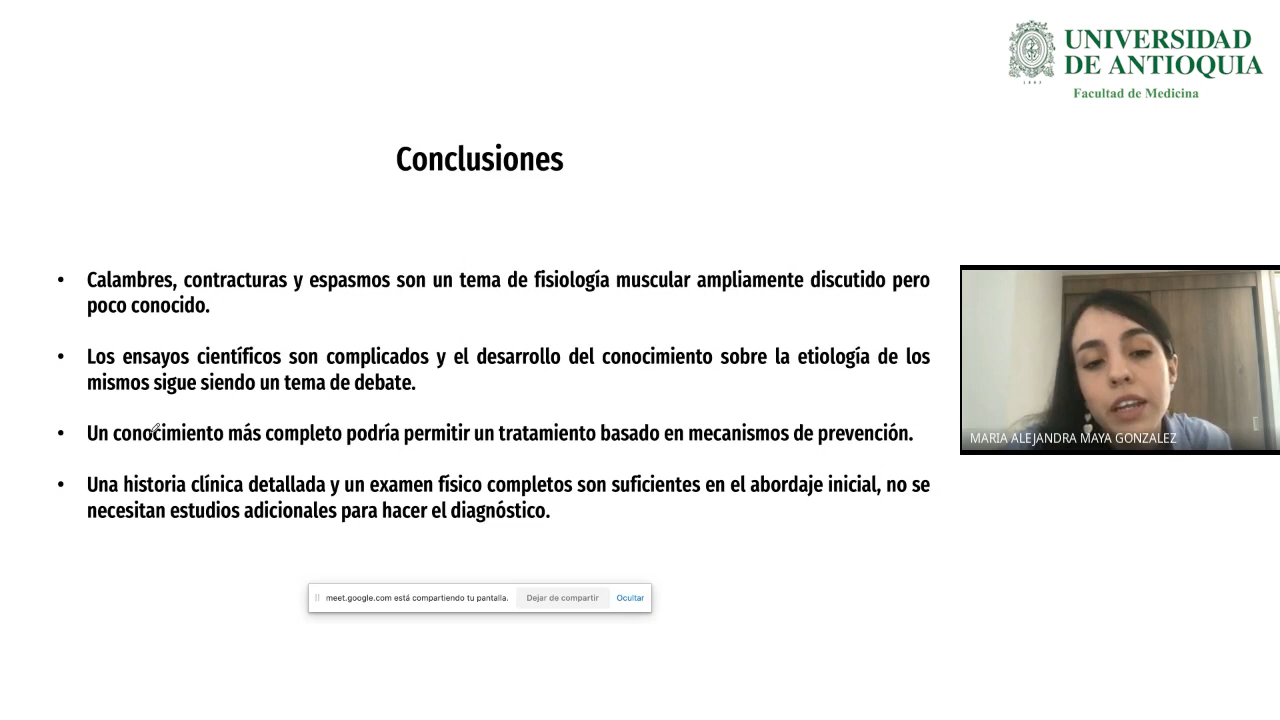 UNIVERSIDAD
DE ANTIOQUIA
1803
Facultad de Medicina
Conclusiones
• Calambres, contracturas y espasmos son un tema de fisiología muscular ampliamente discutido pero
poco conocido.
• Los ensayos científicos son complicados y el desarrollo del conocimiento sobre la etiología de los
mismos sigue siendo un tema de debate.
• Un conocimiento más completo podría permitir un tratamiento basado en mecanismos de prevención.
• Una historia clínica detallada y un examen físico completos son suficientes en el abordaje inicial, no se
necesitan estudios adicionales para hacer el diagnóstico.
MARIA ALEJANDRA MAYA GONZALEZ
meet.google.com está compartiendo tu pantalla. Dejar de compartir Ocultar